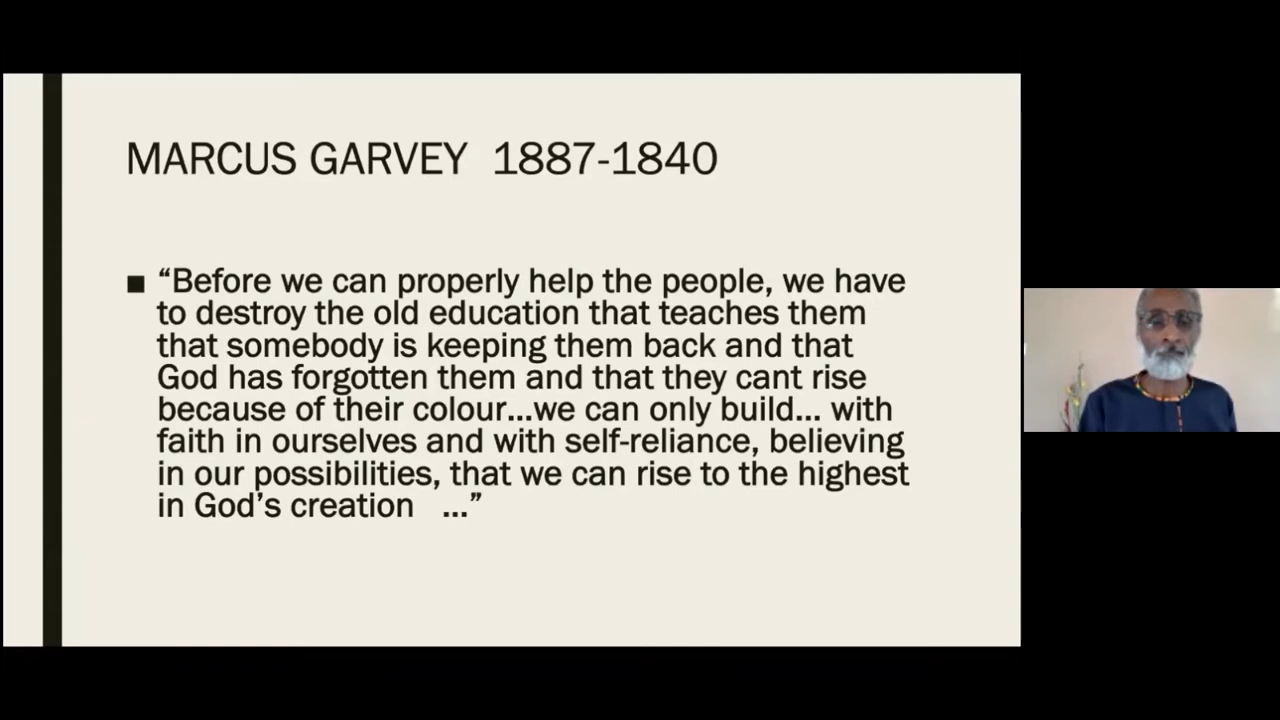 MARCUS GARVEY 1887-1840
■ “Before we can properly help the people, we have
to destroy the old education that teaches them
that somebody is keeping them back and that
God has forgotten them and that they cant rise
because of their colour...we can only build... with
faith in ourselves and with self-reliance, believing
in our possibilities, that we can rise to the highest
in God’s creation ...”